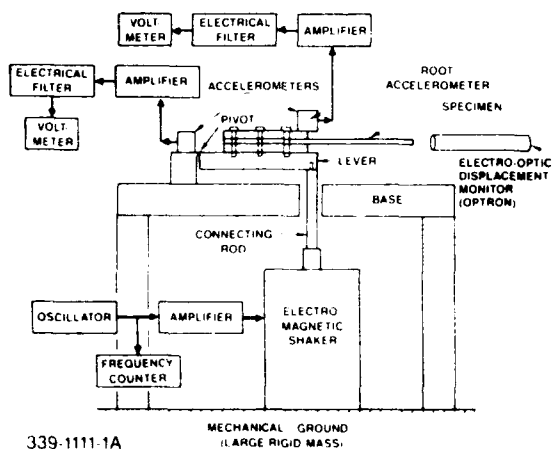 VOLT-
METER
ELECTRICAL
FILTER
AMPLIFIER
ELECTRICAL
FILTER
AMPLIFIER
VOLT-
METER
ACCELEROMETERS
PIVOT
ROOT
ACCELEROMETER
SPECIMEN
LEVER
ELECTRO-OPTIC
DISPLACEMENT
MONITOR
(OPTRON)
BASE
CONNECTING
ROD
OSCILLATOR
AMPLIFIER
ELECTRO
MAGNETIC
SHAKER
FREQUENCY
COUNTER
MECHANICAL GROUND
(LARGE RIGID MASS)
339-1111-1A